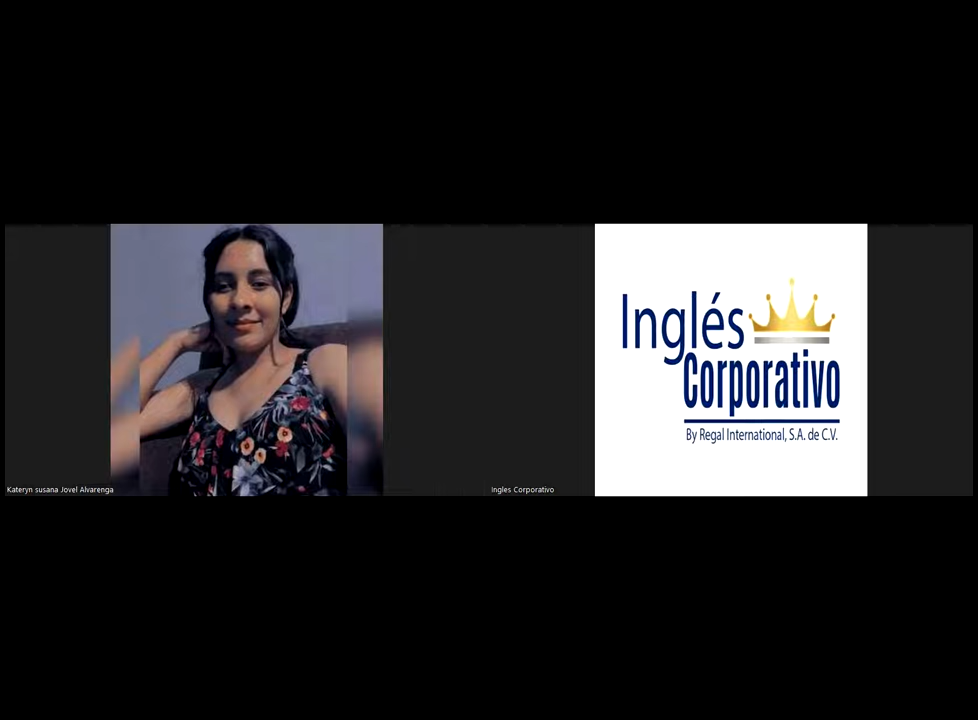 Inglés
Corporativo
By Regal International, S.A. de C.V.
Kateryn susana Jovel Alvarenga
Ingles Corporativo